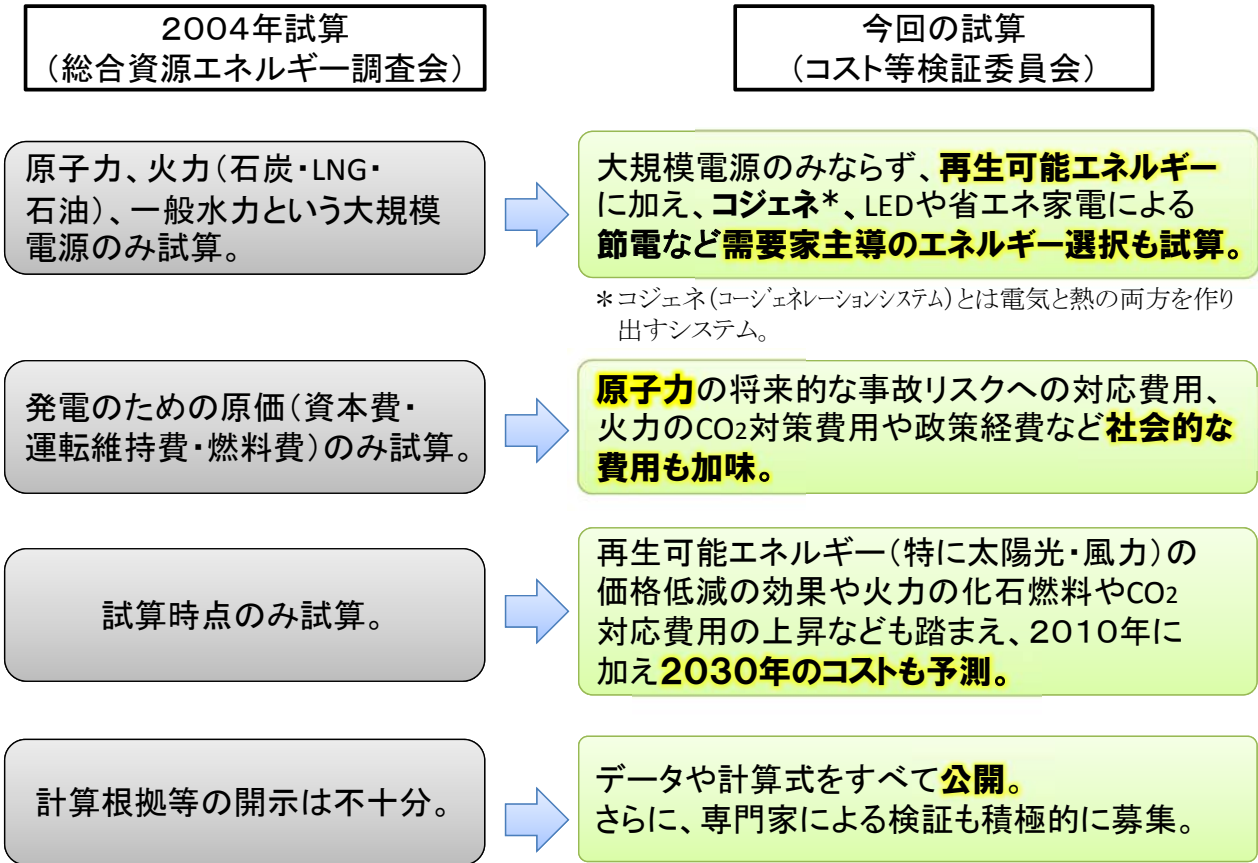 2004年試算
(総合資源エネルギー調査会)
今回の試算
(コスト等検証委員会)
原子力、火力(石炭・LNG・
石油)、一般水力という大規模
電源のみ試算。
大規模電源のみならず、再生可能エネルギー
に加え、コジェネ*、LEDや省エネ家電による
節電など需要家主導のエネルギー選択も試算。
*コジェネ(コージェネレーションシステム)とは電気と熱の両方を作り
出すシステム。
発電のための原価(資本費・
運転維持費・燃料費)のみ試算。
原子力の将来的な事故リスクへの対応費用、
火力のCO2対策費用や政策経費など社会的な
費用も加味。
試算時点のみ試算。
再生可能エネルギー(特に太陽光・風力)の
価格低減の効果や火力の化石燃料やCO2
対応費用の上昇なども踏まえ、2010年に
加え2030年のコストも予測。
計算根拠等の開示は不十分。
データや計算式をすべて公開。
さらに、専門家による検証も積極的に募集。